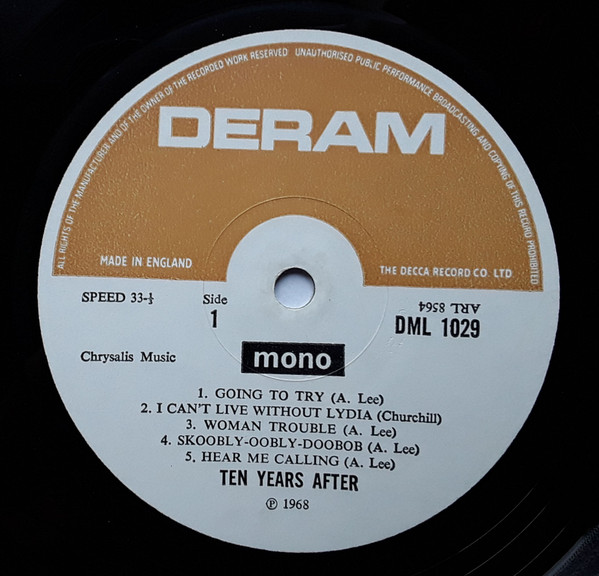 ALL RIGHTS OF THE MANUFACTURER AND OF THE OWNER OF THE RECORDED WORK RESERVED UNAUTHORISED PUBLIC PERFORMANCE BROADCASTING AND COPYING OF THIS RECORD PROHIBITED
DERAM
MADE IN ENGLAND
THE DECCA RECORD CO. LTD
SPEED 33-⅓
Side
1
ARL 8564
DML 1029
mono
Chrysalis Music
1. GOING TO TRY (A. Lee)
2. I CAN'T LIVE WITHOUT LYDIA (Churchill)
3. WOMAN TROUBLE (A. Lee)
4. SKOOBLY-OOBLY-DOOBOB (A. Lee)
5. HEAR ME CALLING (A. Lee)
TEN YEARS AFTER
℗ 1968